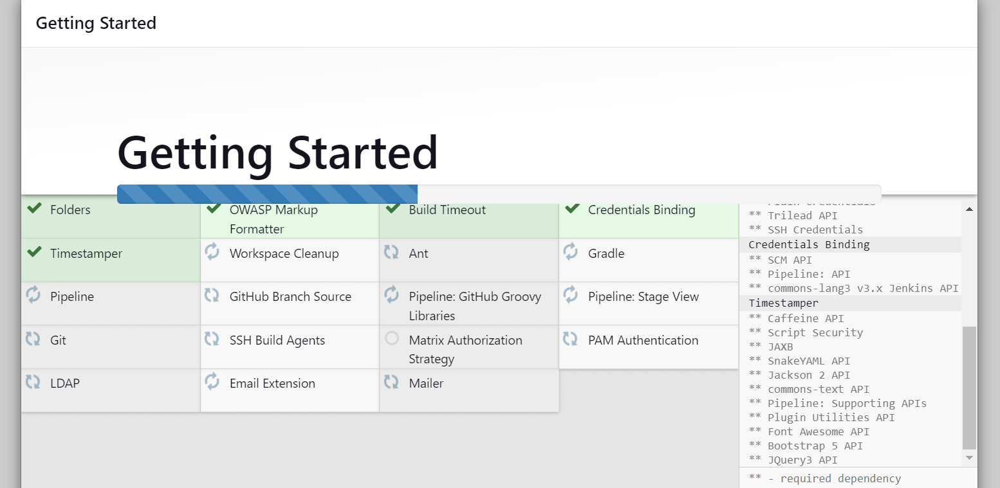 Getting Started
Getting Started
Folders
OWASP Markup
Formatter
Build Timeout
Credentials Binding
Timestamper
Workspace Cleanup
Ant
Gradle
Pipeline
GitHub Branch Source
Pipeline: GitHub Groovy
Libraries
Pipeline: Stage View
Git
SSH Build Agents
Matrix Authorization
Strategy
PAM Authentication
LDAP
Email Extension
Mailer
** Plain Credentials
** Trilead API
** SSH Credentials
Credentials Binding
** SCM API
** Pipeline: API
** commons-lang3 v3.x Jenkins API
Timestamper
** Caffeine API
** Script Security
** JAXB
** SnakeYAML API
** Jackson 2 API
** commons-text API
** Pipeline: Supporting APIs
** Plugin Utilities API
** Font Awesome API
** Bootstrap 5 API
** JQuery3 API
** - required dependency